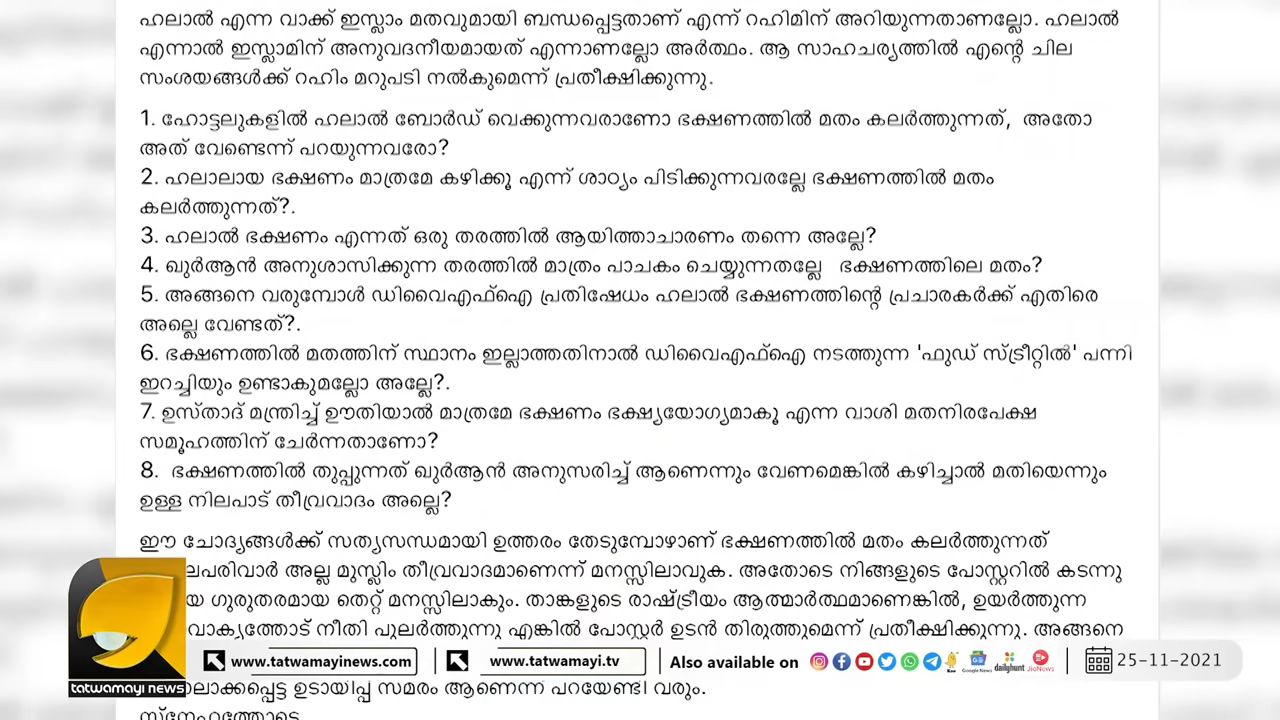 ഹലാൽ എന്ന വാക്ക് ഇസ്ലാം മതവുമായി ബന്ധപ്പെട്ടതാണ് എന്ന് റഹിമിന് അറിയുന്നതാണല്ലോ. ഹലാൽ
എന്നാൽ ഇസ്ലാമിന് അനുവദനീയമായത് എന്നാണല്ലോ അർത്ഥം. ആ സാഹചര്യത്തിൽ എന്റെ ചില
സംശയങ്ങൾക്ക് റഹിം മറുപടി നൽകുമെന്ന് പ്രതീക്ഷിക്കുന്നു.
1. ഹോട്ടലുകളിൽ ഹലാൽ ബോർഡ് വെക്കുന്നവരാണോ ഭക്ഷണത്തിൽ മതം കലർത്തുന്നത്, അതോ
അത് വേണ്ടെന്ന് പറയുന്നവരോ?
2. ഹലാലായ ഭക്ഷണം മാത്രമേ കഴിക്കൂ എന്ന് ശാഠ്യം പിടിക്കുന്നവരല്ലേ ഭക്ഷണത്തിൽ മതം
കലർത്തുന്നത്?.
3. ഹലാൽ ഭക്ഷണം എന്നത് ഒരു തരത്തിൽ ആയിത്താചാരണം തന്നെ അല്ലേ?
4. ഖുർആൻ അനുശാസിക്കുന്ന തരത്തിൽ മാത്രം പാചകം ചെയ്യുന്നതല്ലേ ഭക്ഷണത്തിലെ മതം?
5. അങ്ങനെ വരുമ്പോൾ ഡിവൈഎഫ്ഐ പ്രതിഷേധം ഹലാൽ ഭക്ഷണത്തിന്റെ പ്രചാരകർക്ക് എതിരെ
അല്ലെ വേണ്ടത്?.
6. ഭക്ഷണത്തിൽ മതത്തിന് സ്ഥാനം ഇല്ലാത്തതിനാൽ ഡിവൈഎഫ്ഐ നടത്തുന്ന 'ഫുഡ് സ്ട്രീറ്റിൽ' പന്നി
ഇറച്ചിയും ഉണ്ടാകുമല്ലോ അല്ലേ?.
7. ഉസ്താദ് മന്ത്രിച്ച് ഊതിയാൽ മാത്രമേ ഭക്ഷണം ഭക്ഷ്യയോഗ്യമാകൂ എന്ന വാശി മതനിരപേക്ഷ
സമൂഹത്തിന് ചേർന്നതാണോ?
8. ഭക്ഷണത്തിൽ തുപ്പുന്നത് ഖുർആൻ അനുസരിച്ച് ആണെന്നും വേണമെങ്കിൽ കഴിച്ചാൽ മതിയെന്നും
ഉള്ള നിലപാട് തീവ്രവാദം അല്ലെ?
ഈ ചോദ്യങ്ങൾക്ക് സത്യസന്ധമായി ഉത്തരം തേടുമ്പോഴാണ് ഭക്ഷണത്തിൽ മതം കലർത്തുന്നത്
ലപരിവാർ അല്ല മുസ്ലിം തീവ്രവാദമാണെന്ന് മനസ്സിലാവുക. അതോടെ നിങ്ങളുടെ പോസ്റ്ററിൽ കടന്നു
യ ഗുരുതരമായ തെറ്റ് മനസ്സിലാകും. താങ്കളുടെ രാഷ്ട്രീയം ആത്മാർത്ഥമാണെങ്കിൽ, ഉയർത്തുന്ന
വാക്യത്തോട് നീതി പുലർത്തുന്നു എങ്കിൽ പോസ്റ്റർ ഉടൻ തിരുത്തുമെന്ന് പ്രതീക്ഷിക്കുന്നു. അങ്ങനെ
tatwamayi news www.tatwamayinews.com www.tatwamayi.tv Also available on Google News dailyhunt JioNews 25-11-2021
ഉടായിപ്പ് സമരം ആണെന്ന് പറയേണ്ടി വരും.
സ്നേഹത്തോടെ